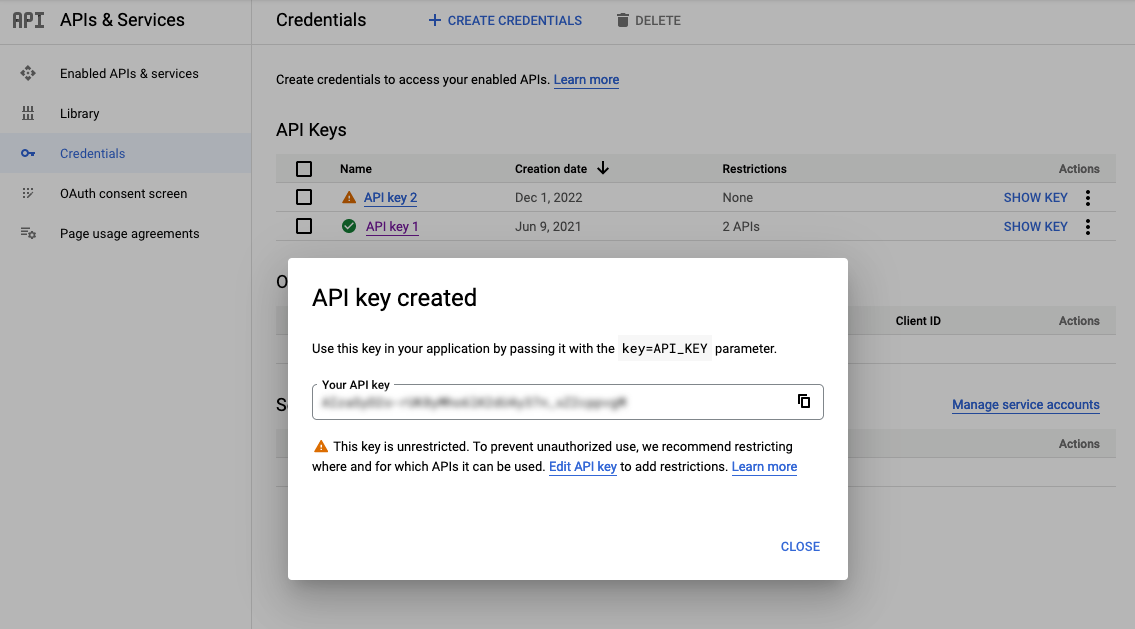 API APIs & Services
Credentials
CREATE CREDENTIALS
DELETE
Enabled APIs & services
Library
Credentials
OAuth consent screen
Page usage agreements
Create credentials to access your enabled APIs. Learn more
API Keys
Name Creation date Restrictions Actions
API key 2 Dec 1, 2022 None SHOW KEY
API key 1 Jun 9, 2021 2 APIs SHOW KEY
O
Client ID Actions
Manage service accounts
Actions
API key created
Use this key in your application by passing it with the key=API_KEY parameter.
Your API key
This key is unrestricted. To prevent unauthorized use, we recommend restricting
where and for which APIs it can be used. Edit API key to add restrictions. Learn more
CLOSE